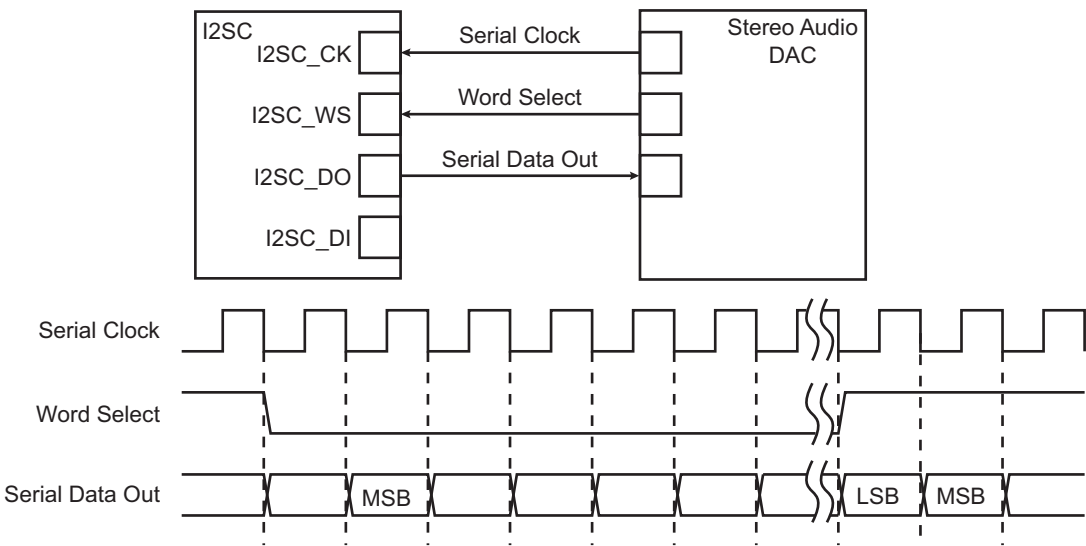 I2SC
I2SC_CK
I2SC_WS
I2SC_DO
I2SC_DI
Serial Clock
Word Select
Serial Data Out
Stereo Audio
DAC
Serial Clock
Word Select
Serial Data Out
MSB
LSB
MSB